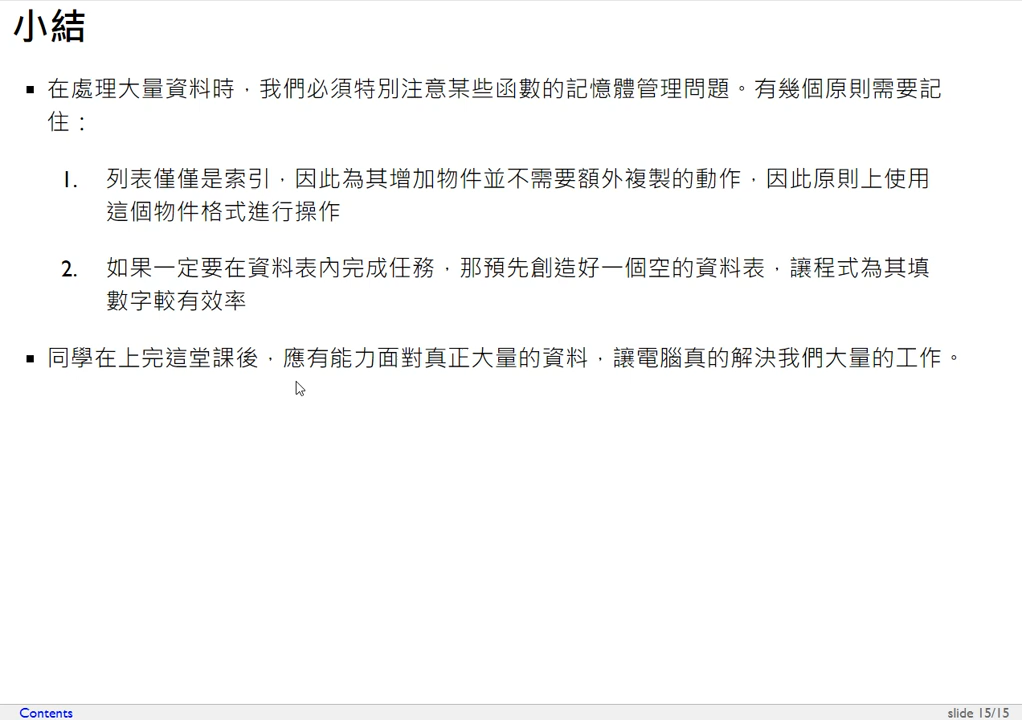 小結
▪ 在處理大量資料時，我們必須特別注意某些函數的記憶體管理問題。有幾個原則需要記
住：
1. 列表僅僅是索引，因此為其增加物件並不需要額外複製的動作，因此原則上使用
這個物件格式進行操作
2. 如果一定要在資料表內完成任務，那預先創造好一個空的資料表，讓程式為其填
數字較有效率
▪ 同學在上完這堂課後，應有能力面對真正大量的資料，讓電腦真的解決我們大量的工作。
Contents
slide 15/15